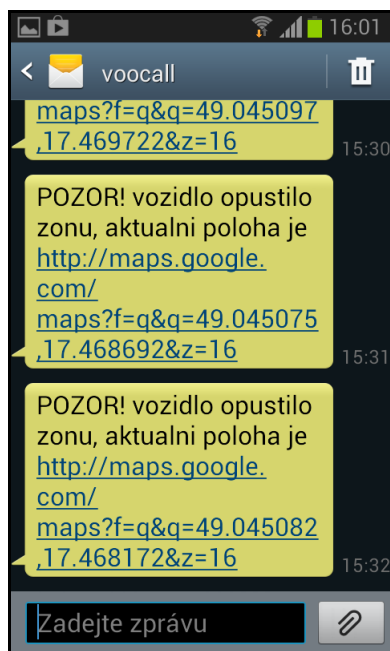 16:01
voocall
maps?f=q&q=49.045097
,17.469722&z=16
15:30
POZOR! vozidlo opustilo
zonu, aktualni poloha je
http://maps.google.
com/
maps?f=q&q=49.045075
,17.468692&z=16
15:31
POZOR! vozidlo opustilo
zonu, aktualni poloha je
http://maps.google.
com/
maps?f=q&q=49.045082
,17.468172&z=16
15:32
Zadejte zprávu